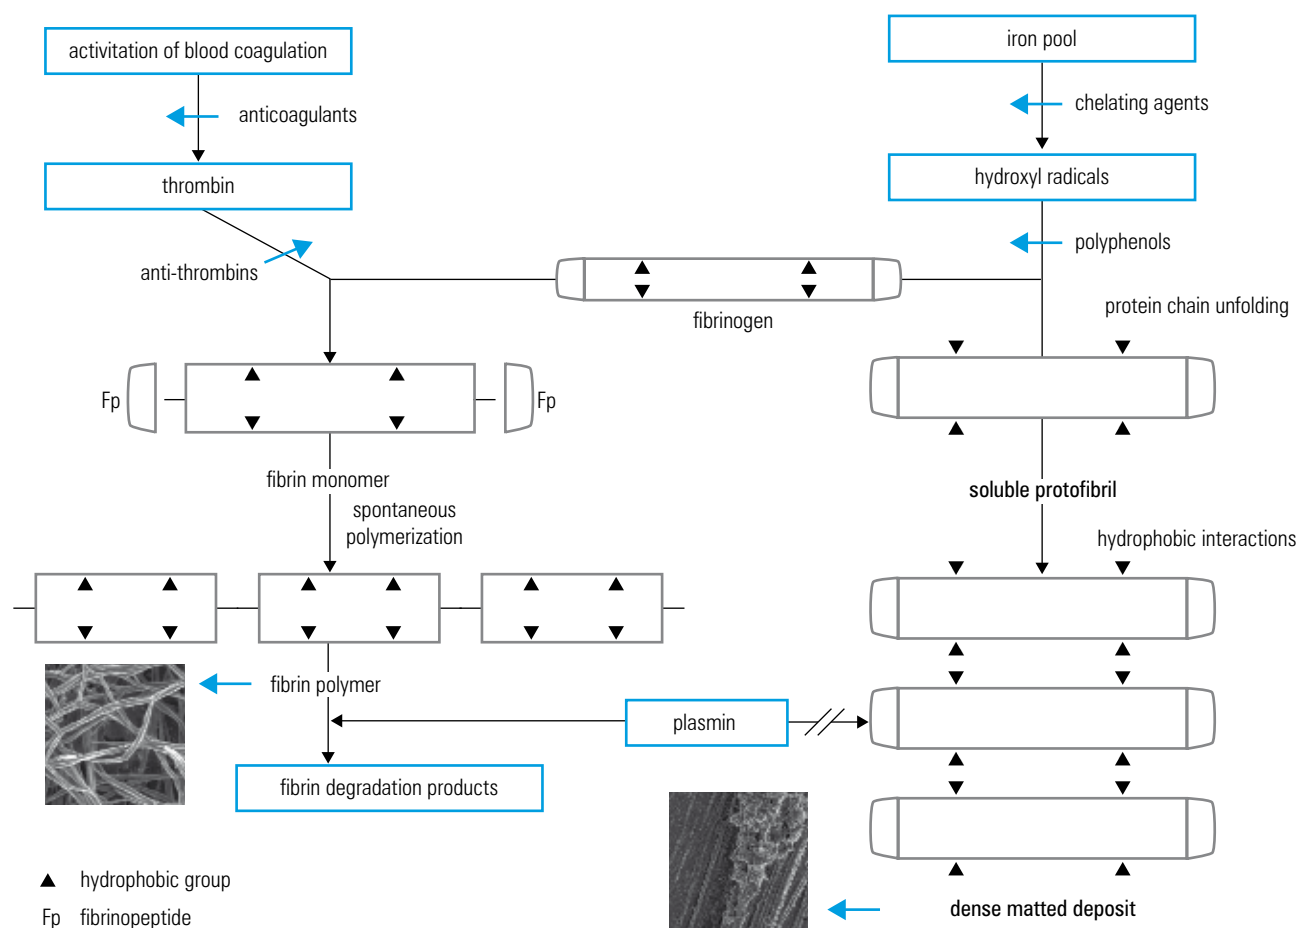 activitation of blood coagulation
anticoagulants
thrombin
anti-thrombins
iron pool
chelating agents
hydroxyl radicals
polyphenols
fibrinogen
protein chain unfolding
Fp
Fp
fibrin monomer
spontaneous
polymerization
soluble protofibril
hydrophobic interactions
fibrin polymer
plasmin
fibrin degradation products
dense matted deposit
hydrophobic group
Fp fibrinopeptide